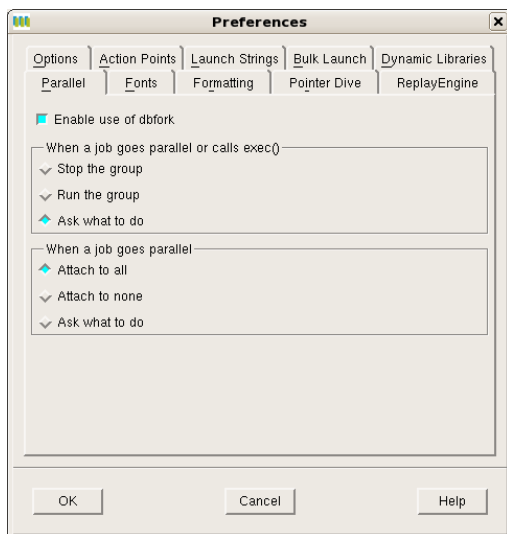 Preferences
Options Action Points Launch Strings Bulk Launch Dynamic Libraries
Parallel Fonts Formatting Pointer Dive ReplayEngine
Enable use of dbfork
When a job goes parallel or calls exec()
Stop the group
Run the group
Ask what to do
When a job goes parallel
Attach to all
Attach to none
Ask what to do
OK Cancel Help